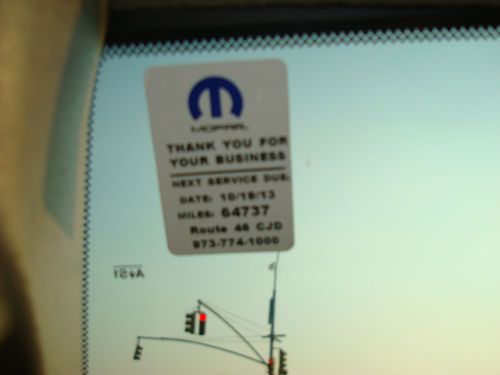 MOPAR
THANK YOU FOR
YOUR BUSINESS
NEXT SERVICE DUE:
DATE: 10/19/13
MILES: 64737
Route 46 CJD
973-774-1000